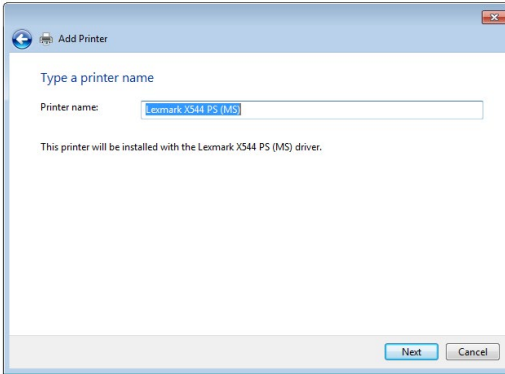 Add Printer
Type a printer name
Printer name: Lexmark X544 PS (MS)
This printer will be installed with the Lexmark X544 PS (MS) driver.
Next Cancel